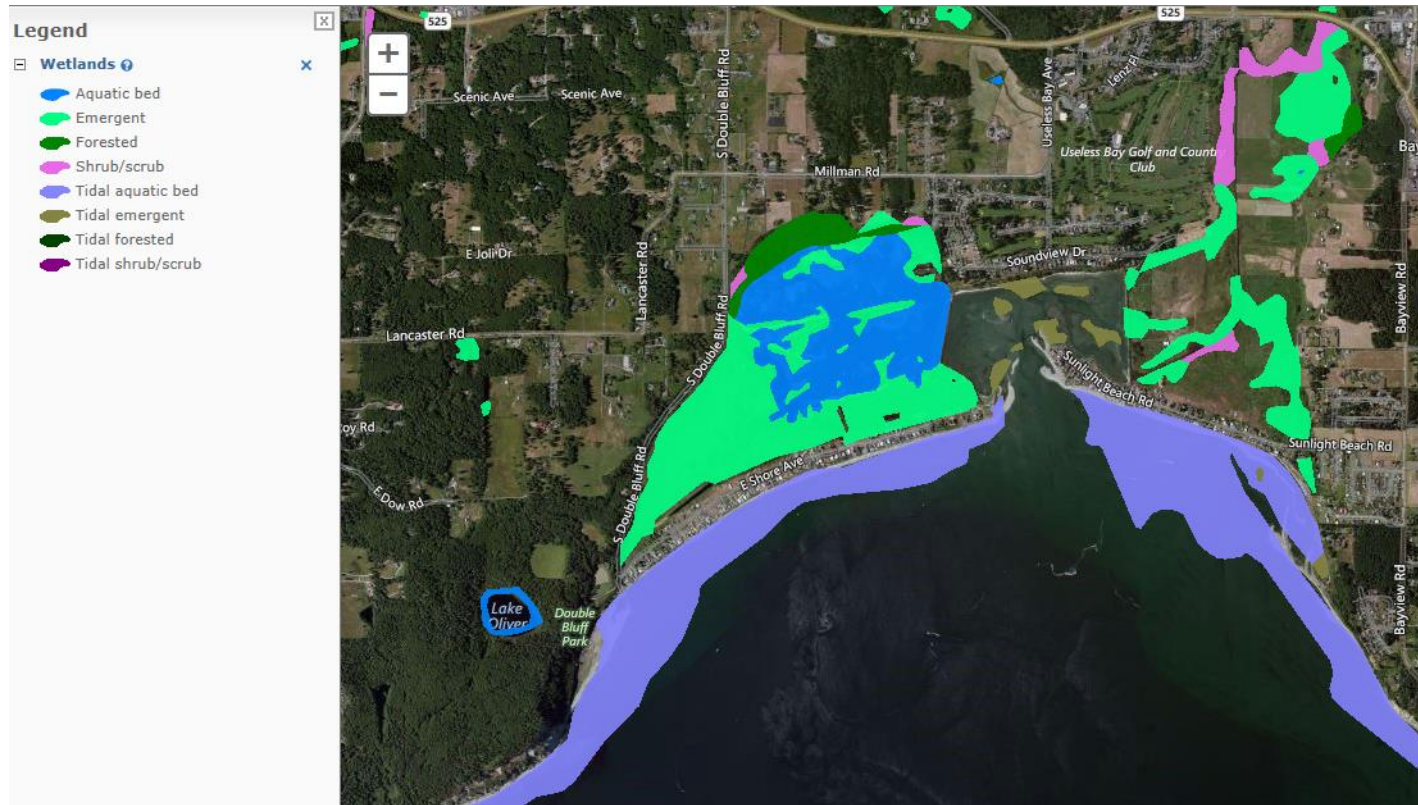 Legend
x
Wetlands ?
×
Aquatic bed
Emergent
Forested
Shrub/scrub
Tidal aquatic bed
Tidal emergent
Tidal forested
Tidal shrub/scrub
+
−
525
525
Scenic Ave
Scenic Ave
S Double Bluff Rd
Useless Bay Ave
Lenz Pl
Useless Bay Golf and Country
Club
Bay
Millman Rd
E Joli Dr
Lancaster Rd
Soundview Dr
Bayview Rd
Lancaster Rd
S Double Bluff Rd
Sunlight Beach Rd
oy Rd
E Dow Rd
S Double Bluff Rd
E Shore Ave
Sunlight Beach Rd
Lake
Oliver
Double
Bluff
Park
Bayview Rd